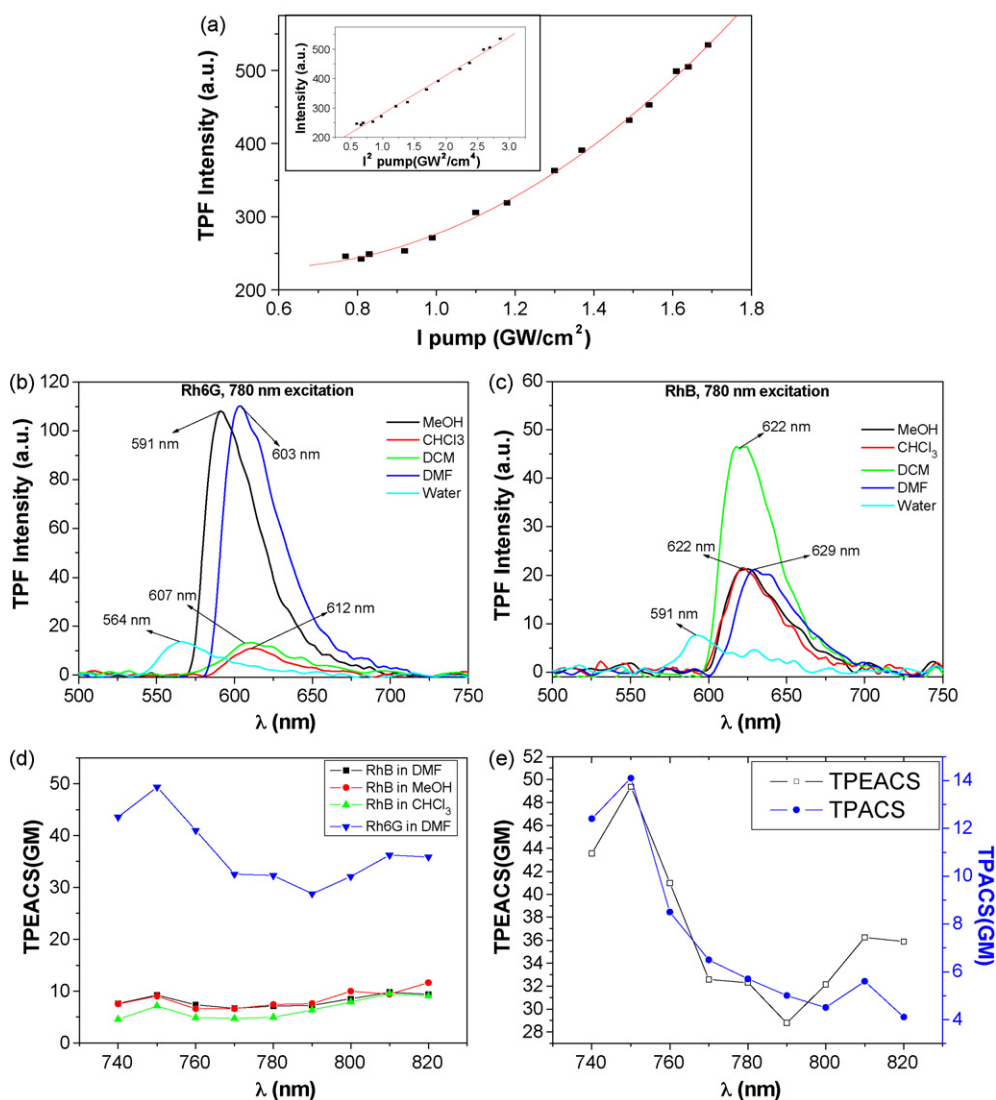 (a)
TPF Intensity (a.u.)
500
400
300
200
0.6 0.8 1.0 1.2 1.4 1.6 1.8
I pump (GW/cm²)
Intensity (a.u.)
500
400
300
200
0.5 1.0 1.5 2.0 2.5 3.0
I² pump(GW²/cm⁴)
(b)
Rh6G, 780 nm excitation
TPF Intensity (a.u.)
120
100
80
60
40
20
0
591 nm
603 nm
607 nm
612 nm
564 nm
MeOH
CHCl3
DCM
DMF
Water
500 550 600 650 700 750
λ (nm)
(c)
RhB, 780 nm excitation
TPF Intensity (a.u.)
60
50
40
30
20
10
0
622 nm
622 nm
629 nm
591 nm
MeOH
CHCl₃
DCM
DMF
Water
500 550 600 650 700 750
λ (nm)
(d)
TPEACS(GM)
50
40
30
20
10
0
RhB in DMF
RhB in MeOH
RhB in CHCl₃
Rh6G in DMF
740 760 780 800 820
λ (nm)
(e)
TPEACS(GM)
52
50
48
46
44
42
40
38
36
34
32
30
28
TPEACS
TPACS
14
12
10
8
6
4
TPACS(GM)
740 760 780 800 820
λ (nm)